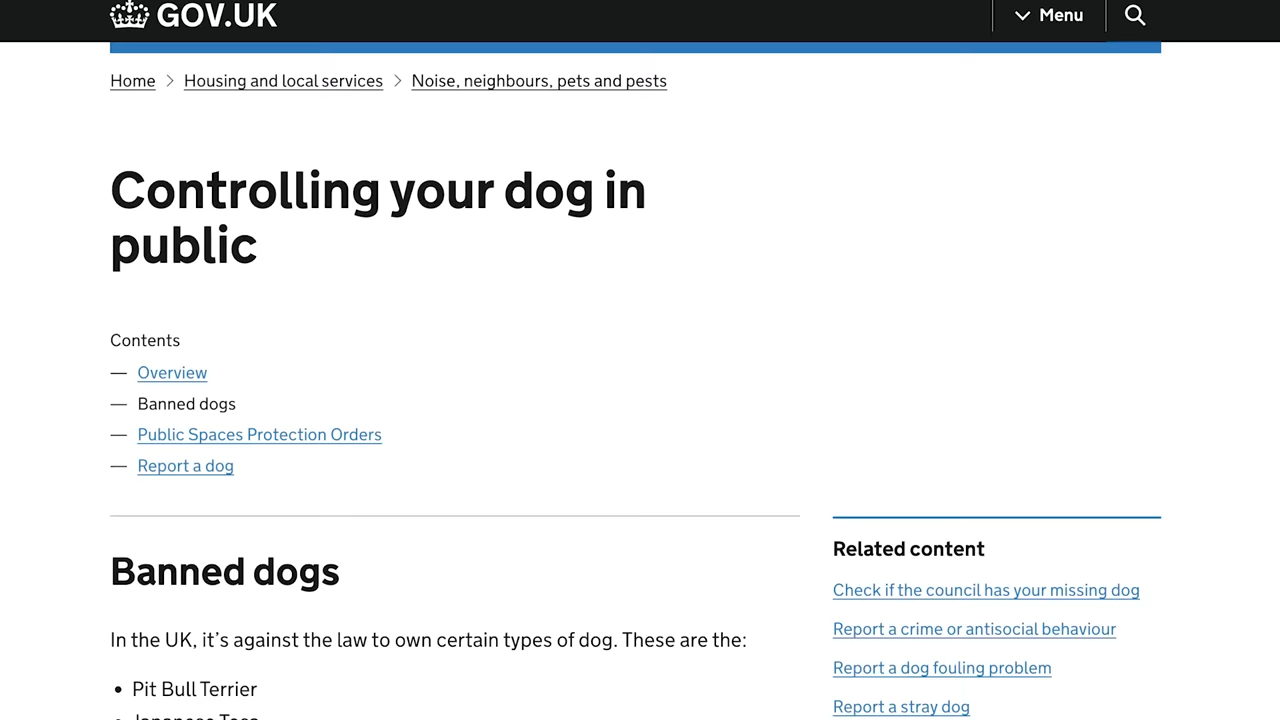 GOV.UK
Menu
Home > Housing and local services > Noise, neighbours, pets and pests
Controlling your dog in
public
Contents
— Overview
— Banned dogs
— Public Spaces Protection Orders
— Report a dog
Banned dogs
In the UK, it’s against the law to own certain types of dog. These are the:
• Pit Bull Terrier
Related content
Check if the council has your missing dog
Report a crime or antisocial behaviour
Report a dog fouling problem
Report a stray dog